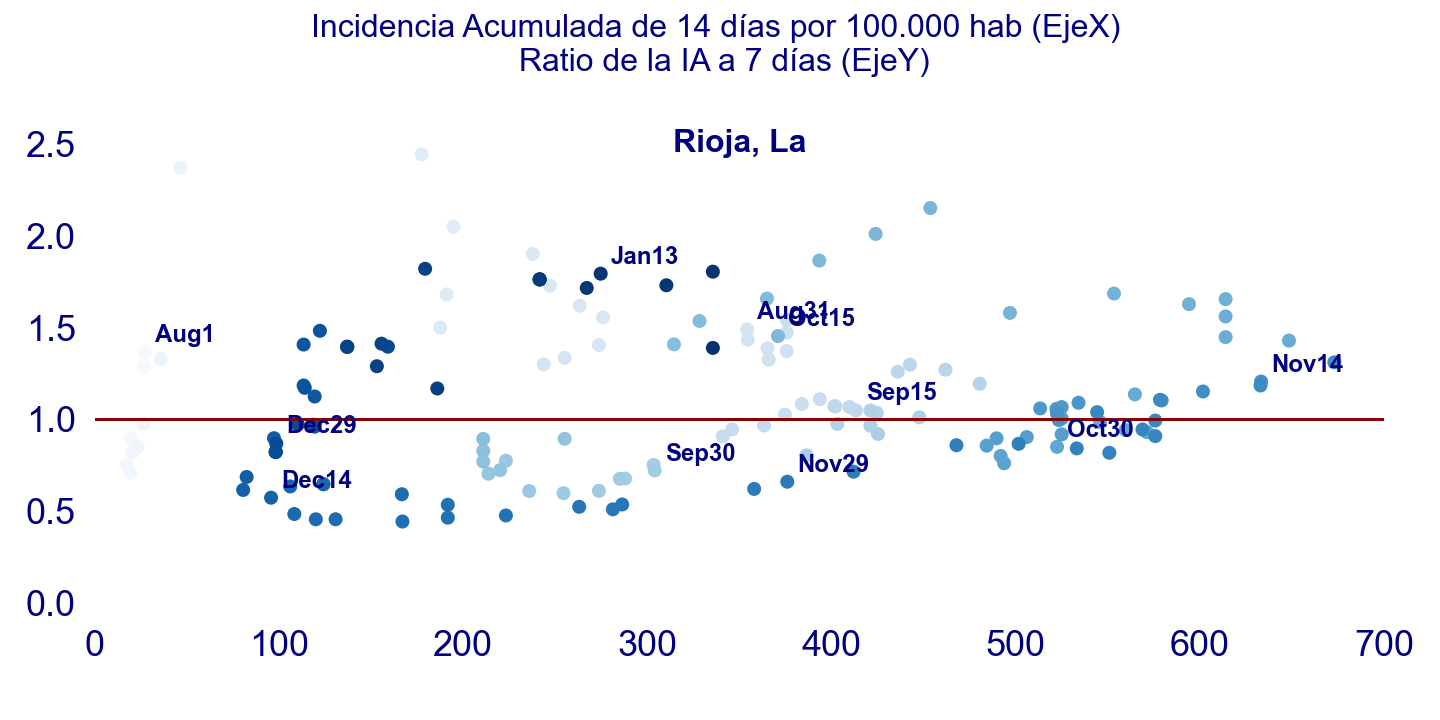 Incidencia Acumulada de 14 días por 100.000 hab (EjeX)
Ratio de la IA a 7 días (EjeY)
Rioja, La
2.5
2.0
1.5
1.0
0.5
0.0
Jan13
Aug1
Aug31
Oct15
Nov14
Sep15
Dec29
Oct30
Sep30
Nov29
Dec14
0 100 200 300 400 500 600 700